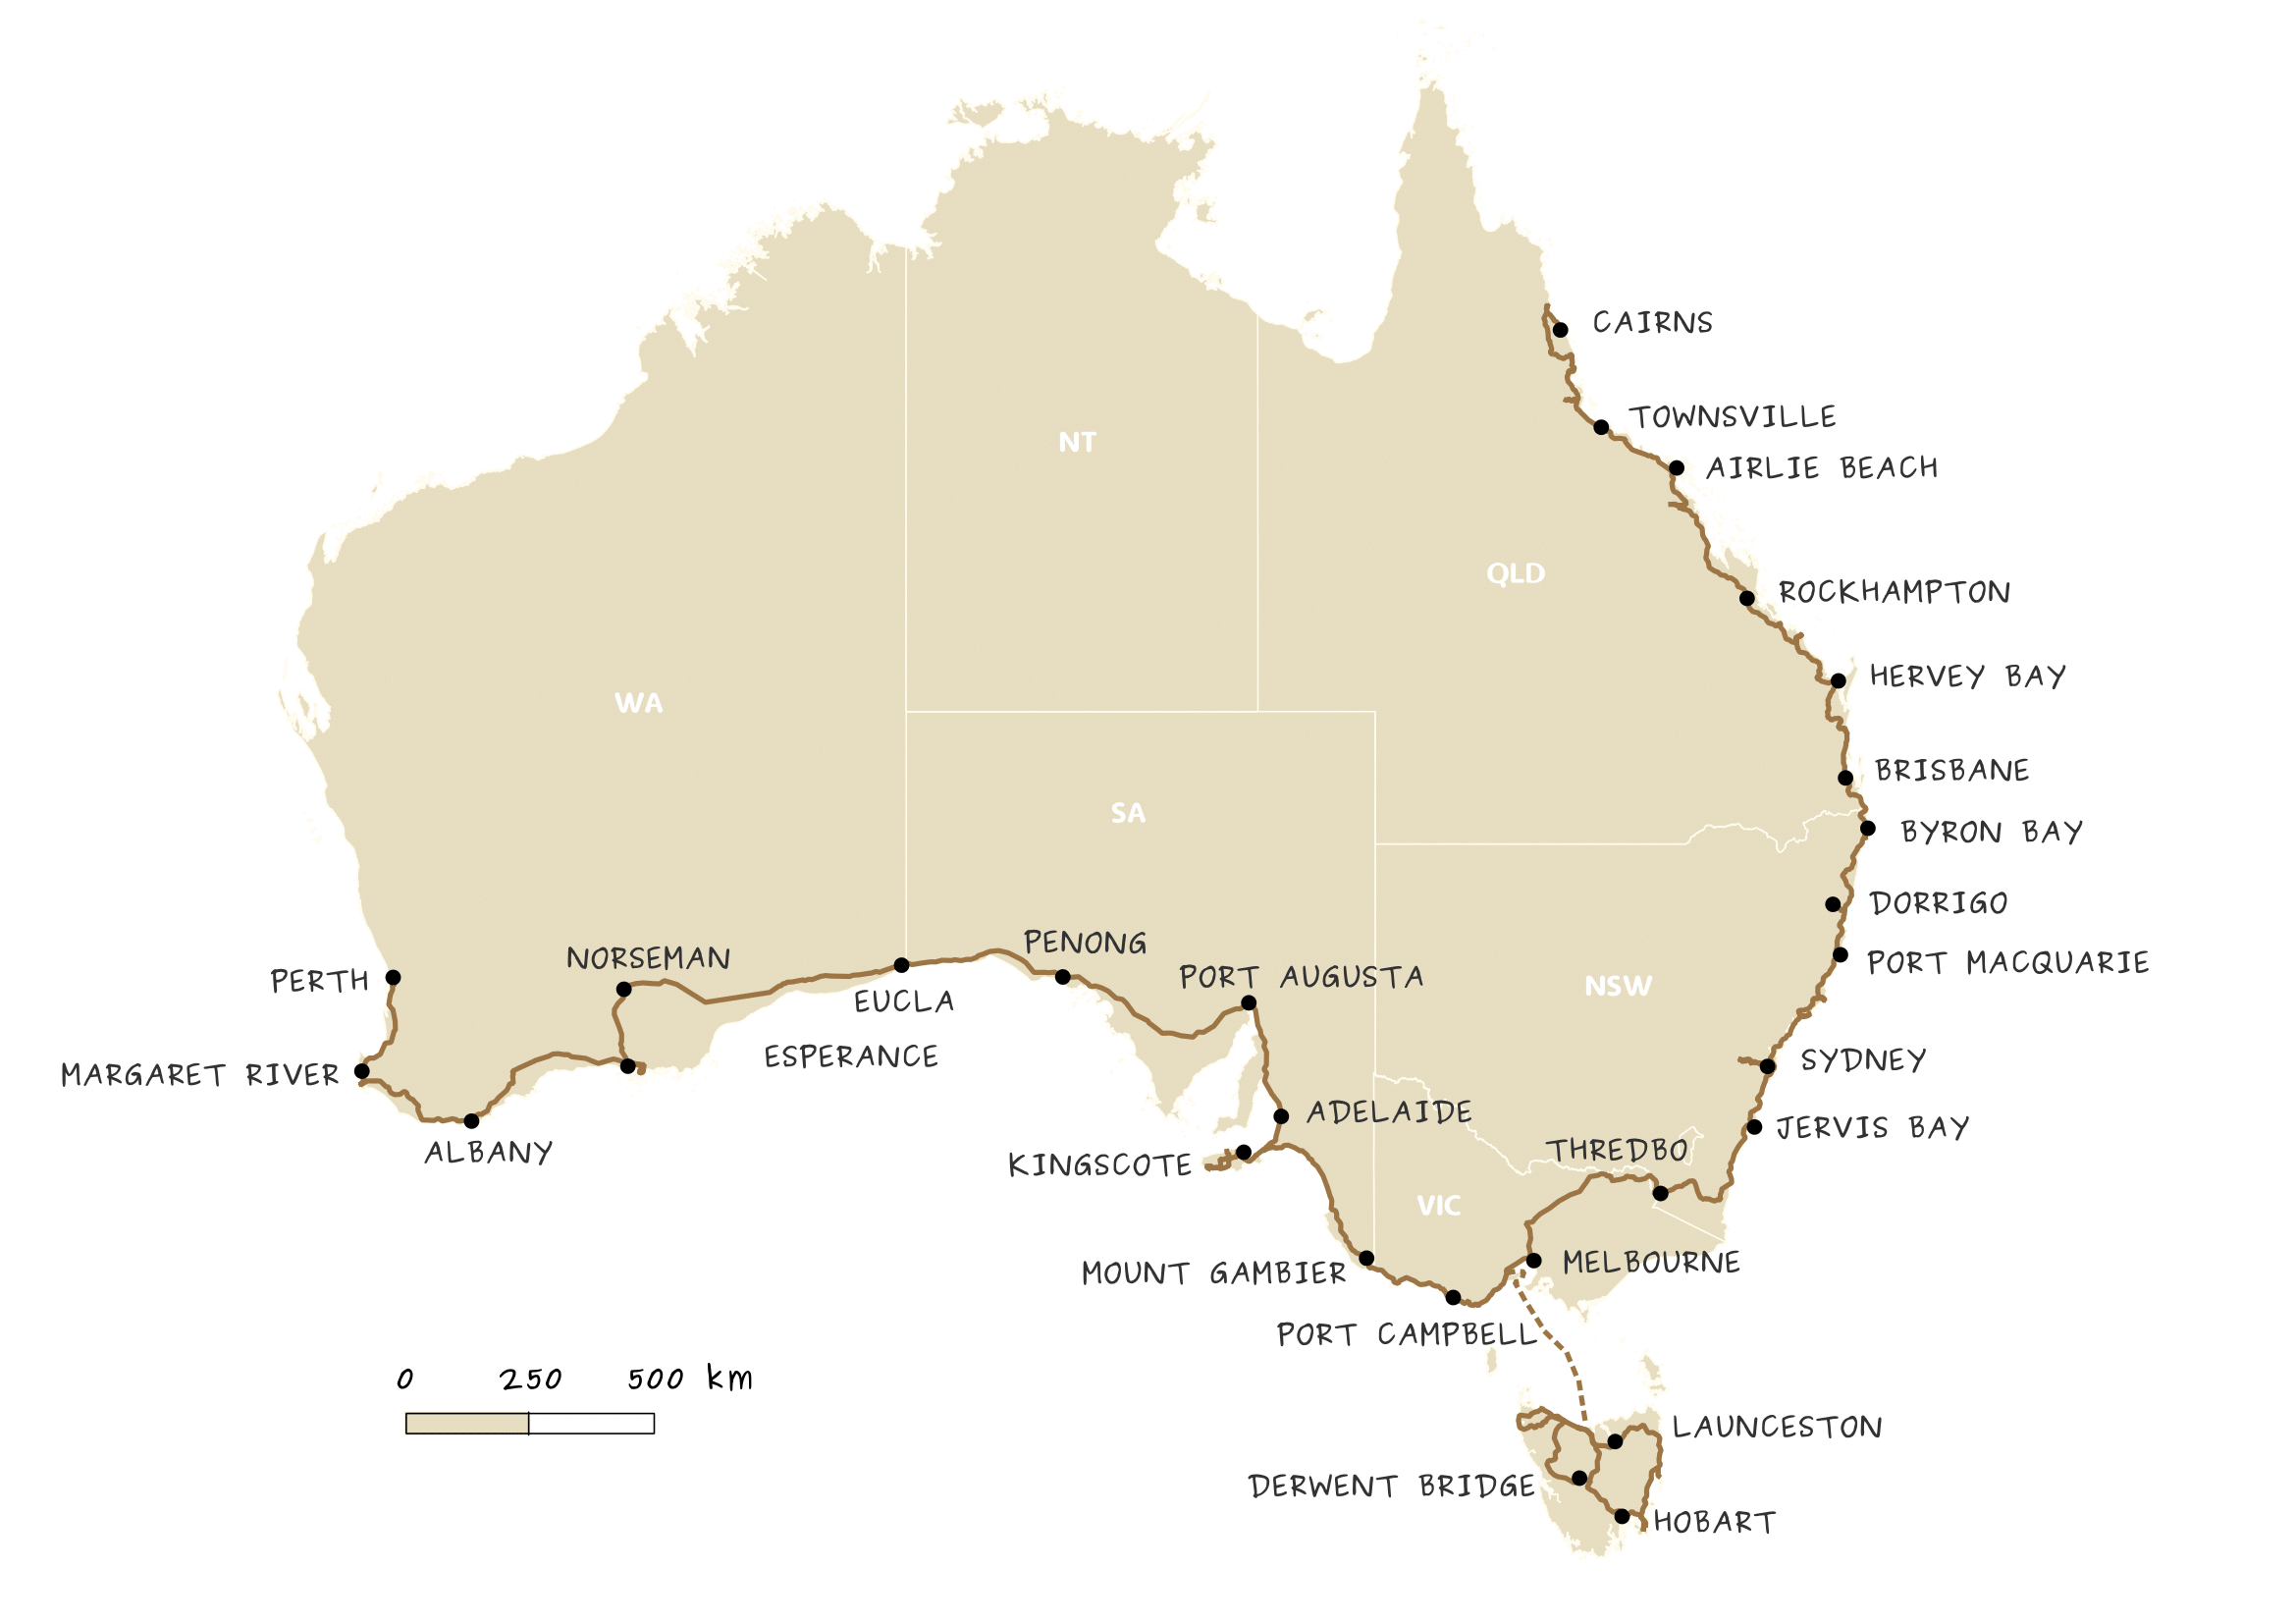 CAIRNS
TOWNSVILLE
NT
AIRLIE BEACH
QLD
ROCKHAMPTON
HERVEY BAY
WA
BRISBANE
SA
BYRON BAY
DORRIGO
PENONG
NORSEMAN
PORT MACQUARIE
PERTH
PORT AUGUSTA
NSW
EUCLA
ESPERANCE
SYDNEY
MARGARET RIVER
ADELAIDE
JERVIS BAY
ALBANY
THREDBO
KINGSCOTE
VIC
MELBOURNE
MOUNT GAMBIER
PORT CAMPBELL
0 250 500 km
LAUNCESTON
DERWENT BRIDGE
HOBART